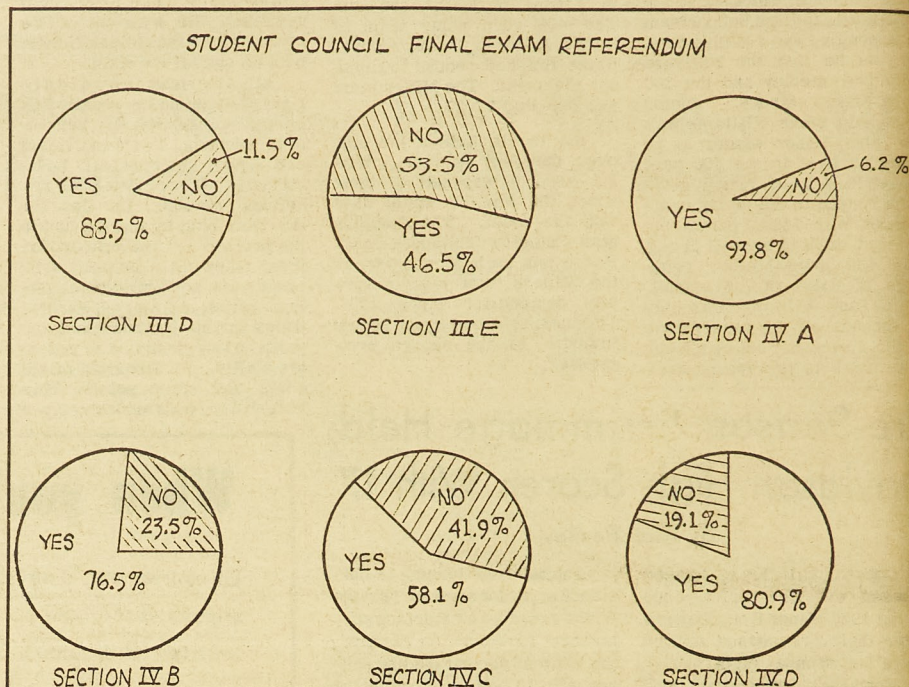 STUDENT COUNCIL FINAL EXAM REFERENDUM
YES
88.5%
NO
11.5%
SECTION III D
NO
53.5%
YES
46.5%
SECTION III E
YES
93.8%
NO
6.2%
SECTION IV A
YES
76.5%
NO
23.5%
SECTION IV B
NO
41.9%
YES
58.1%
SECTION IV C
NO
19.1%
YES
80.9%
SECTION IV D